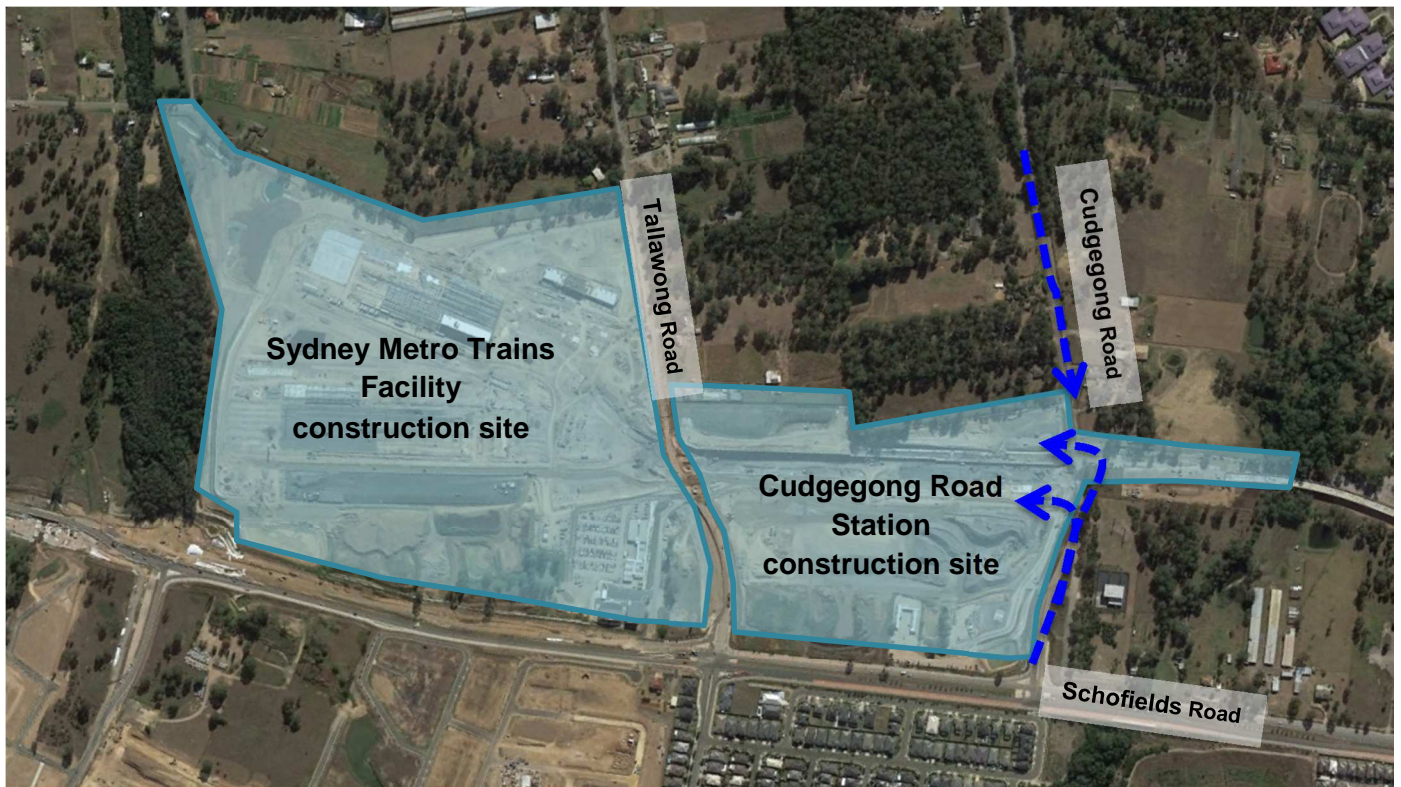 Tallawong Road
Cudgegong Road
Sydney Metro Trains
Facility
construction site
Cudgegong Road
Station
construction site
Schofields Road